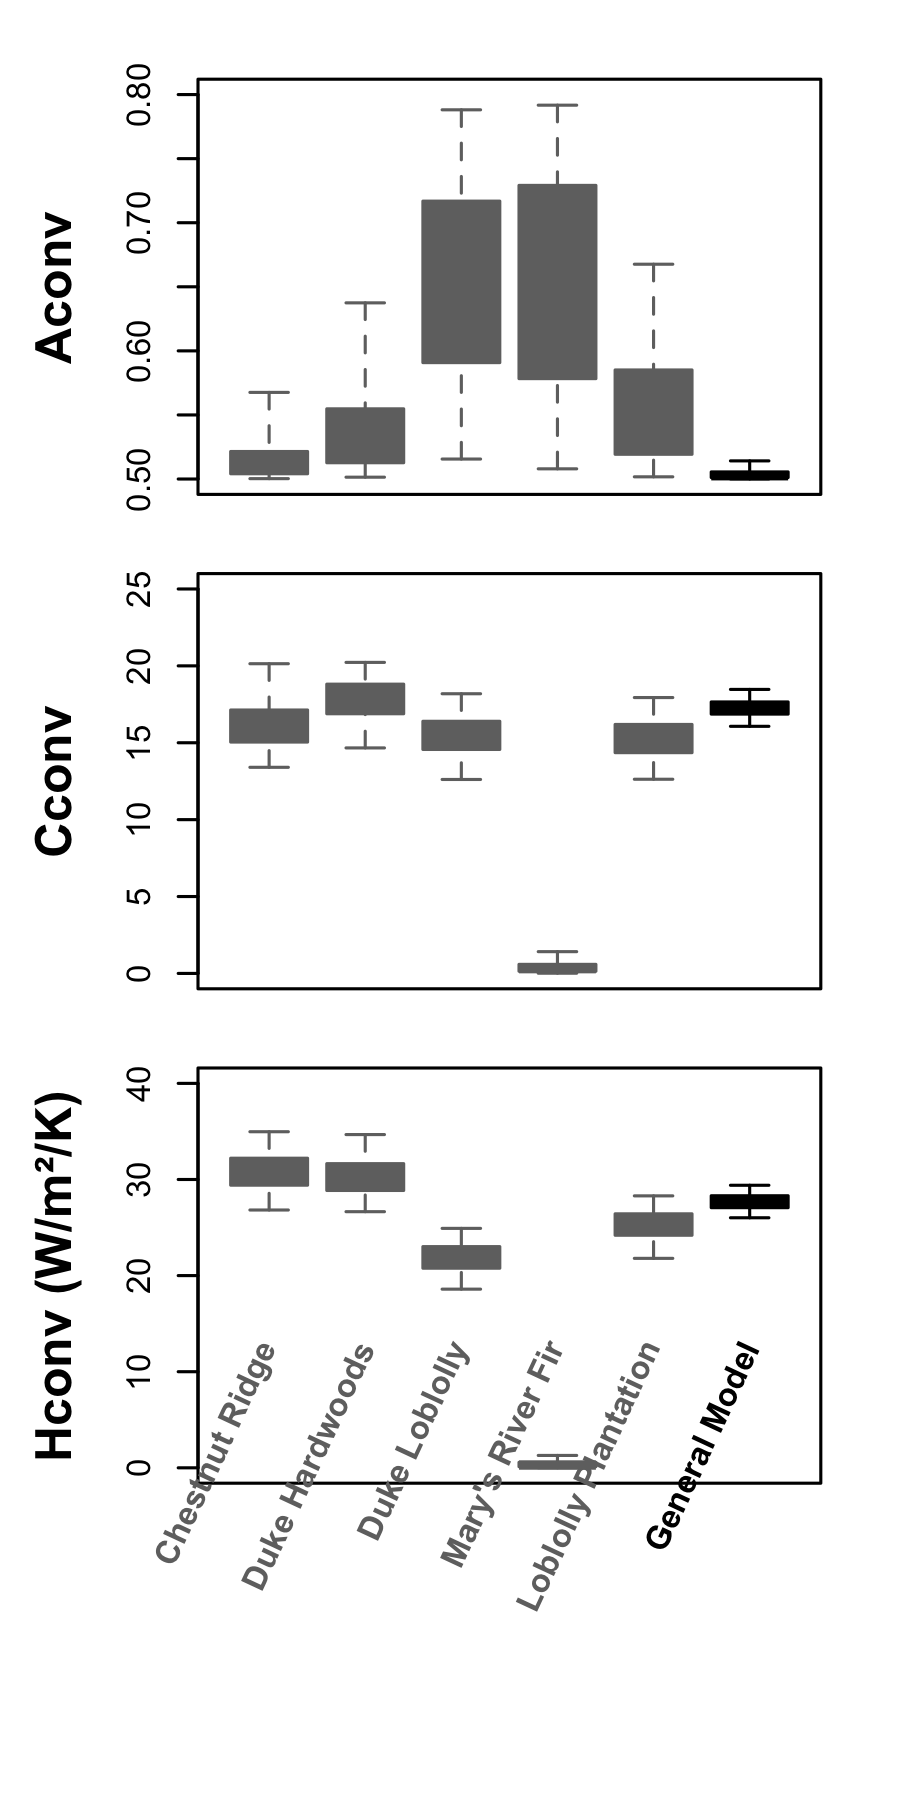 Aconv
0.80
0.70
0.60
0.50
Cconv
25
20
15
10
5
0
Hconv (W/m²/K)
40
30
20
10
0
Chestnut Ridge
Duke Hardwoods
Duke Loblolly
Mary's River Fir
Loblolly Plantation
General Model